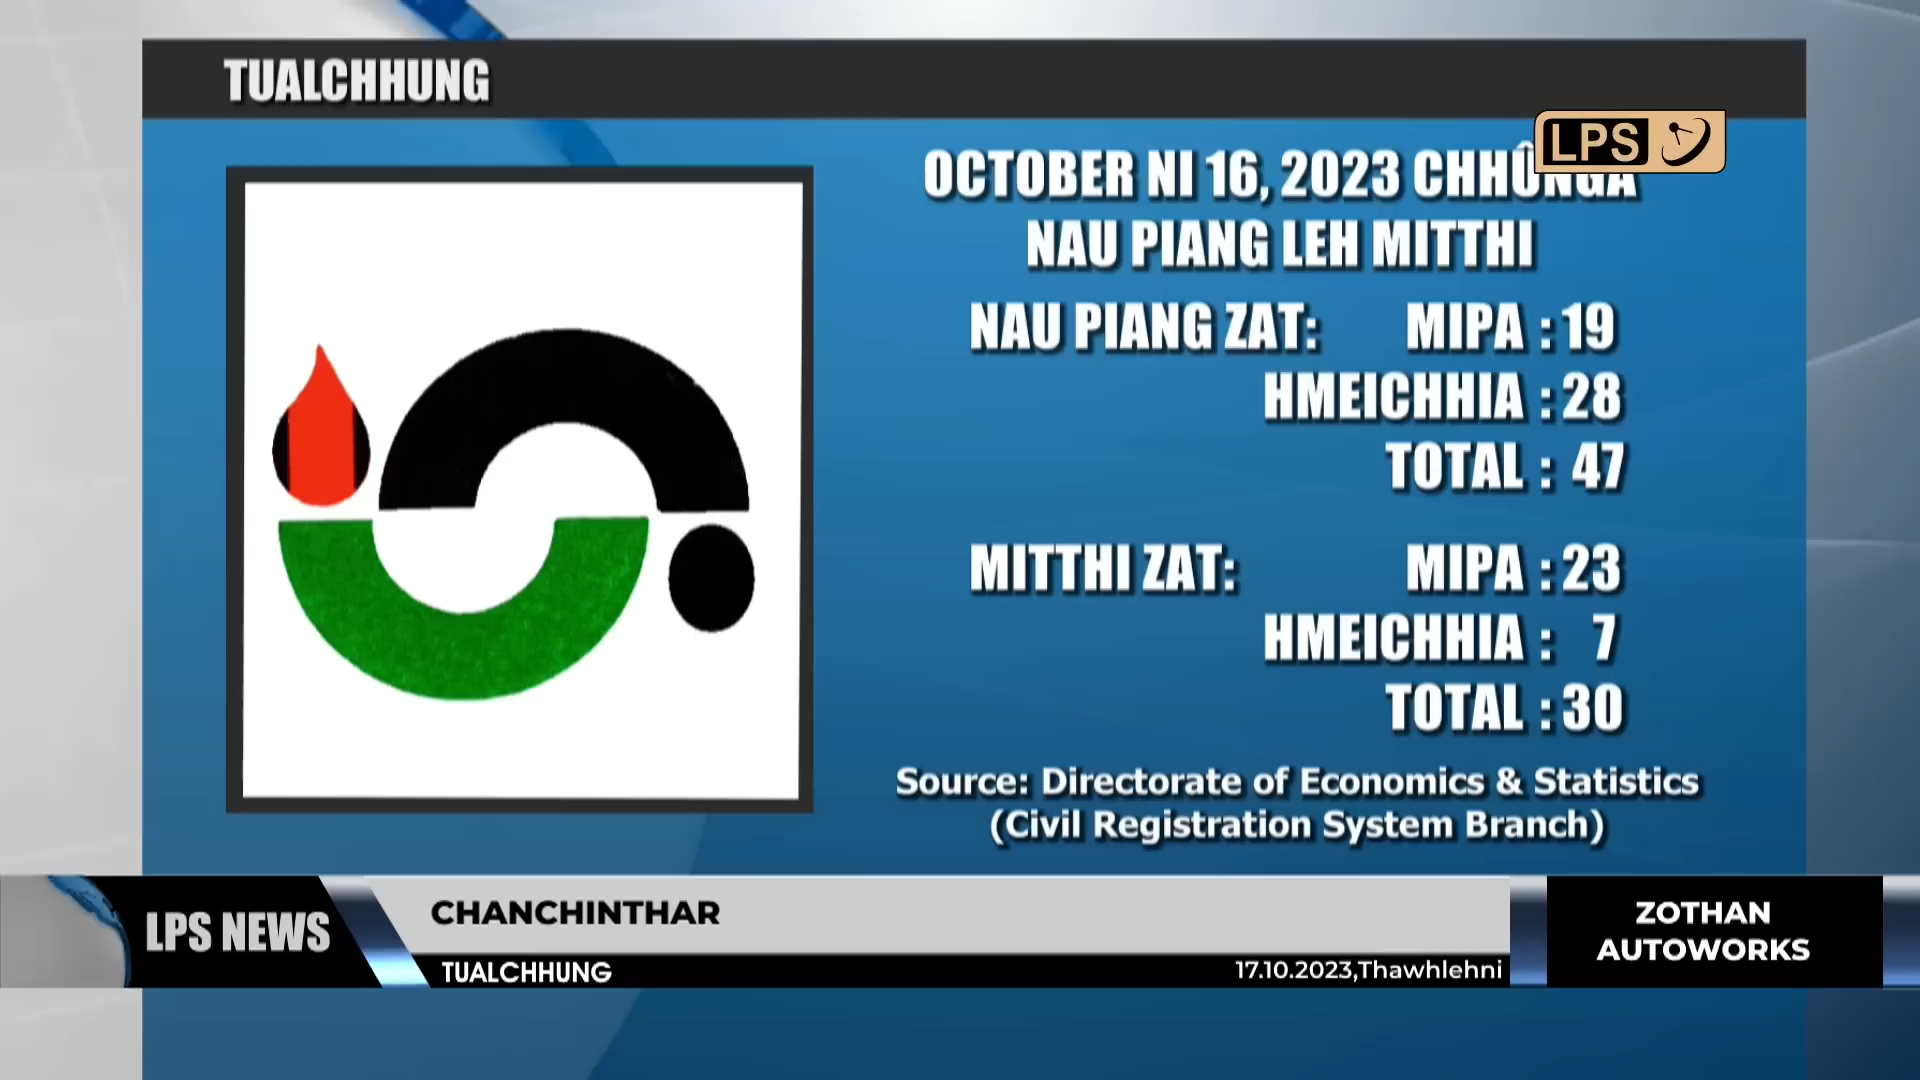 TUALCHHUNG
LPS
OCTOBER NI 16, 2023 CHHÛNGA
NAU PIANG LEH MITTHI
NAU PIANG ZAT: MIPA : 19
HMEICHHIA : 28
TOTAL : 47
MITTHI ZAT: MIPA : 23
HMEICHHIA : 7
TOTAL : 30
Source: Directorate of Economics & Statistics
(Civil Registration System Branch)
LPS NEWS
CHANCHINTHAR
TUALCHHUNG
17.10.2023,Thawhlehni
ZOTHAN
AUTOWORKS